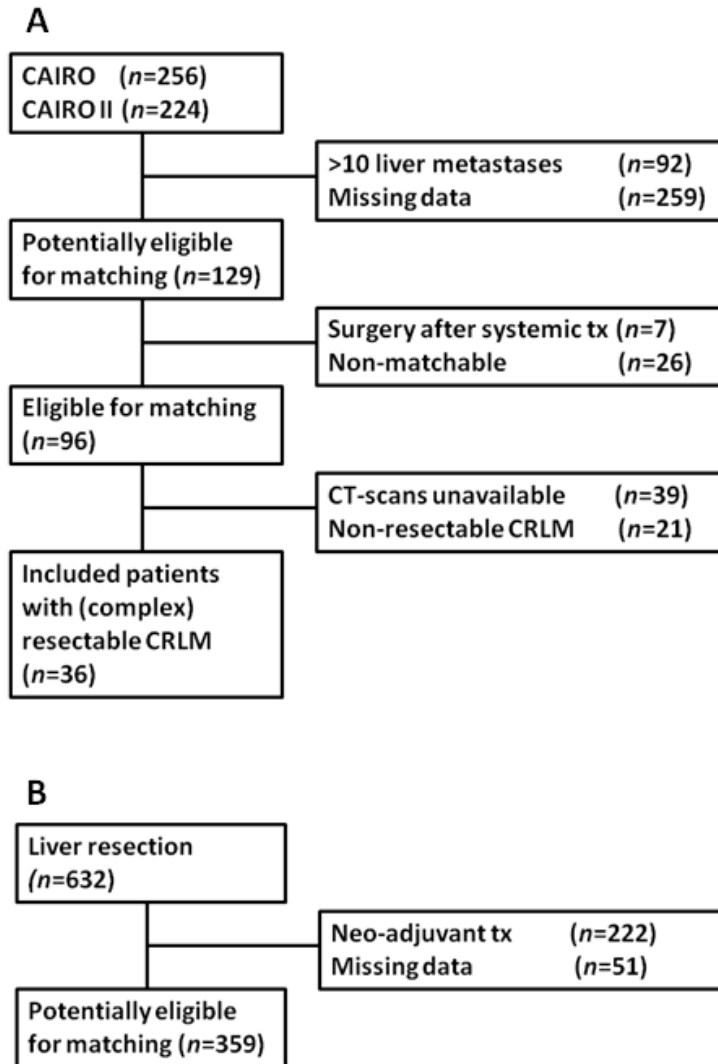 A
CAIRO (n=256)
CAIRO II (n=224)
>10 liver metastases (n=92)
Missing data (n=259)
Potentially eligible
for matching (n=129)
Surgery after systemic tx (n=7)
Non-matchable (n=26)
Eligible for matching
(n=96)
CT-scans unavailable (n=39)
Non-resectable CRLM (n=21)
Included patients
with (complex)
resectable CRLM
(n=36)
B
Liver resection
(n=632)
Neo-adjuvant tx (n=222)
Missing data (n=51)
Potentially eligible
for matching (n=359)